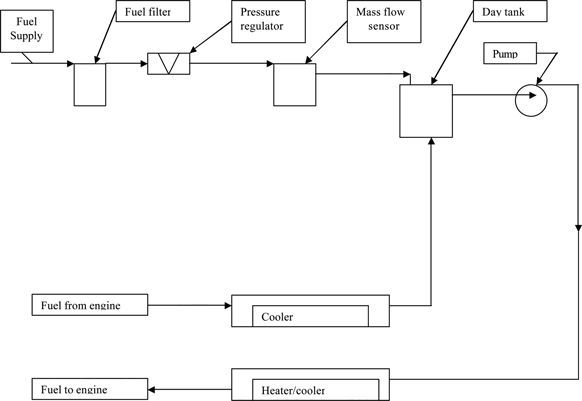 Fuel
Supply
Fuel filter
Pressure
regulator
Mass flow
sensor
Day tank
Pump
Fuel from engine
Cooler
Fuel to engine
Heater/cooler